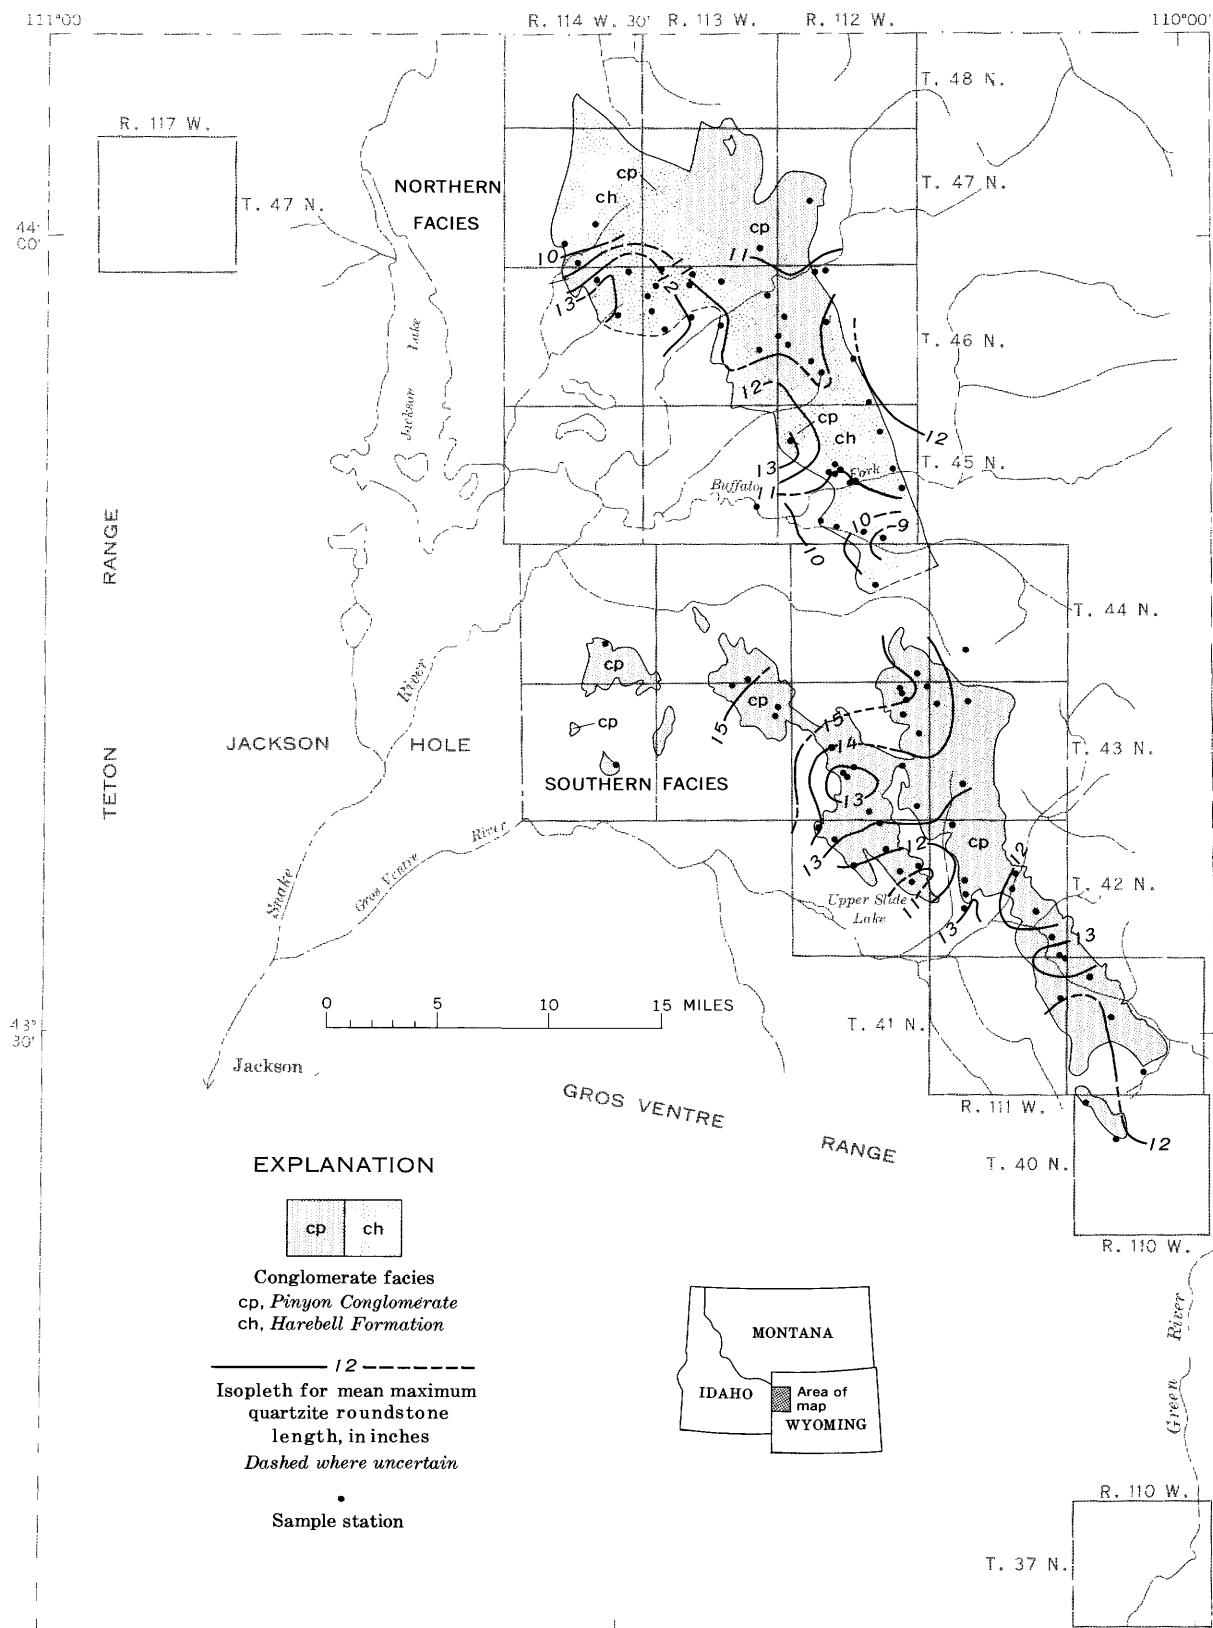 111°00'
R. 114 W. 30' R. 113 W. R. 112 W.
110°00'
T. 48 N.
R. 117 W.
T. 47 N.
NORTHERN
FACIES
cp
ch
T. 47 N.
44°
00'
cp
10
11
13
12
Jackson Lake
T. 46 N.
12
cp
ch
12
13
T. 45 N.
Buffalo Fork
11
10
9
10
TETON RANGE
T. 44 N.
cp
cp
15
cp
15
14
JACKSON HOLE
T. 43 N.
SOUTHERN FACIES
13
Snake River
Gros Ventre River
12
cp
12
13
T. 42 N.
11
Upper Slide
Lake
13
13
0 5 10 15 MILES
T. 41 N.
43°
30'
Jackson
GROS VENTRE RANGE
R. 111 W.
12
T. 40 N.
R. 110 W.
EXPLANATION
cp ch
Conglomerate facies
cp, Pinyon Conglomerate
ch, Harebell Formation
12
Isopleth for mean maximum
quartzite roundstone
length, in inches
Dashed where uncertain
Sample station
MONTANA
IDAHO
Area of
map
WYOMING
Green River
R. 110 W.
T. 37 N.